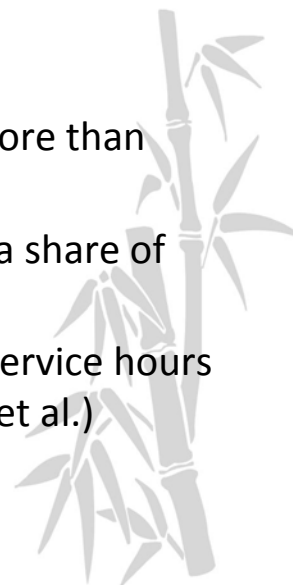 ore than
a share of
ervice hours
et al.)